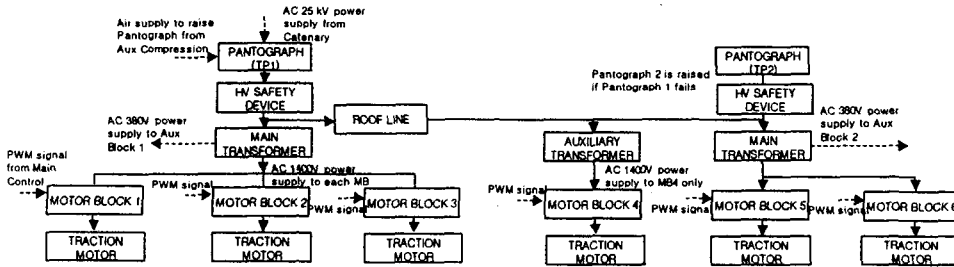 Air supply to raise
Pantograph from
Aux Compression
AC 25 kV power
supply from
Catenary
PANTOGRAPH
(TP1)
HV SAFETY
DEVICE
ROOF LINE
AC 380V power
supply to Aux
Block 1
MAIN
TRANSFORMER
Pantograph 2 is raised
if Pantograph 1 fails
PANTOGRAPH
(TP2)
HV SAFETY
DEVICE
AC 380V power
supply to Aux
Block 2
AUXILIARY
TRANSFORMER
MAIN
TRANSFORMER
PWM signal
from Main
Control
MOTOR BLOCK 1
PWM signal
MOTOR BLOCK 2
AC 1400V power
supply to each MB
PWM signal
MOTOR BLOCK 3
PWM signal
AC 1400V power
supply to MB4 only
MOTOR BLOCK 4
PWM signal
MOTOR BLOCK 5
PWM signal
MOTOR BLOCK 6
TRACTION
MOTOR
TRACTION
MOTOR
TRACTION
MOTOR
TRACTION
MOTOR
TRACTION
MOTOR
TRACTION
MOTOR